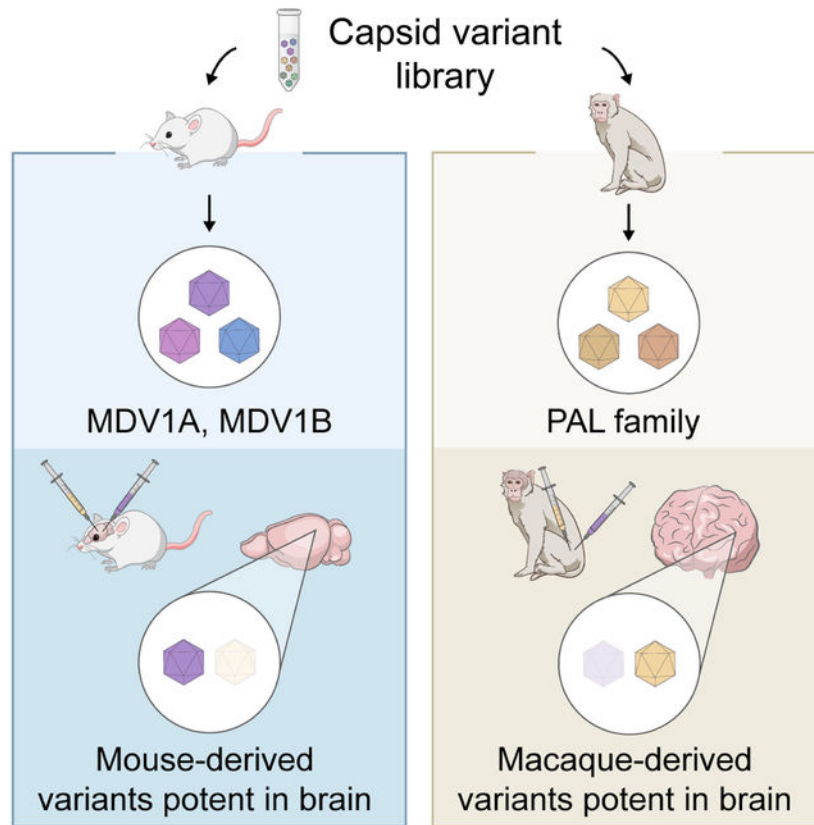 Capsid variant
library
MDV1A, MDV1B
PAL family
Mouse-derived
variants potent in brain
Macaque-derived
variants potent in brain